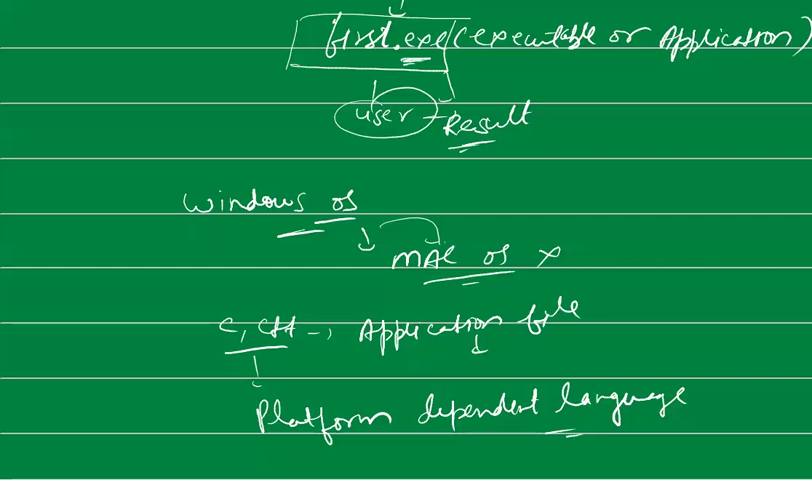 first.exe (executable or Application)
user → Result
Windows OS
MAC OS ×
C, C++ → Application file
Platform dependent language